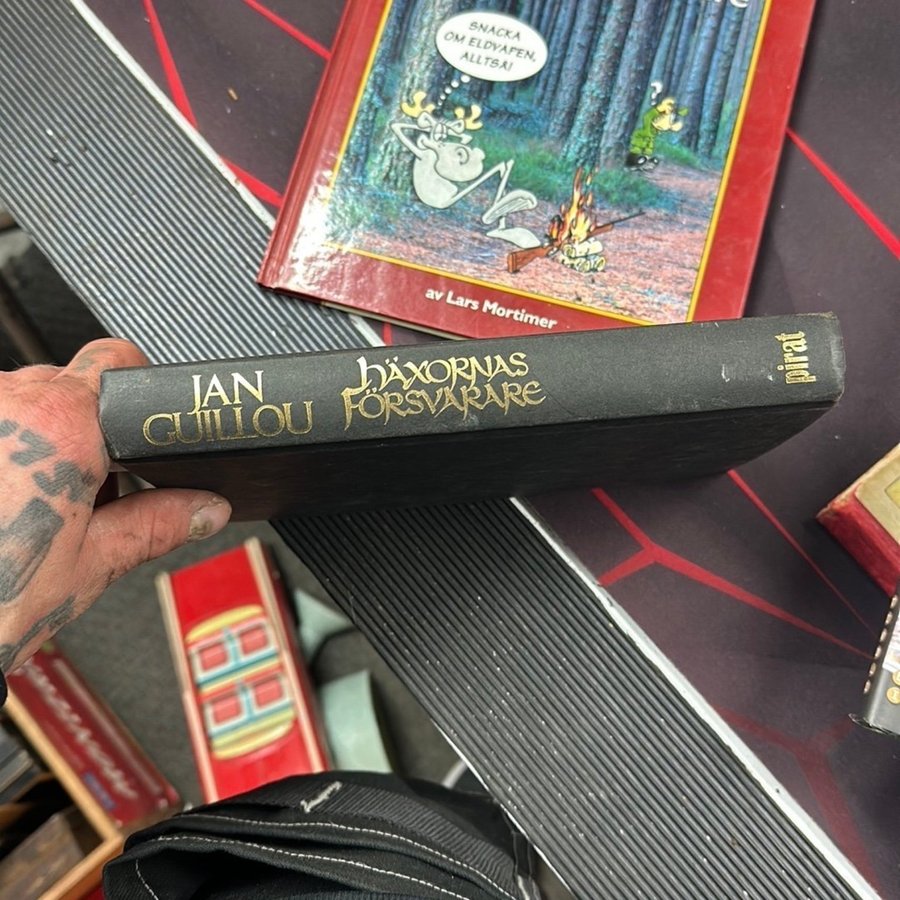 SNACKA
OM ELDVAPEN,
ALLTSÅ!
?
av Lars Mortimer
JAN
GUILLOU
HÄXORNAS
FÖRSVARARE
pirat